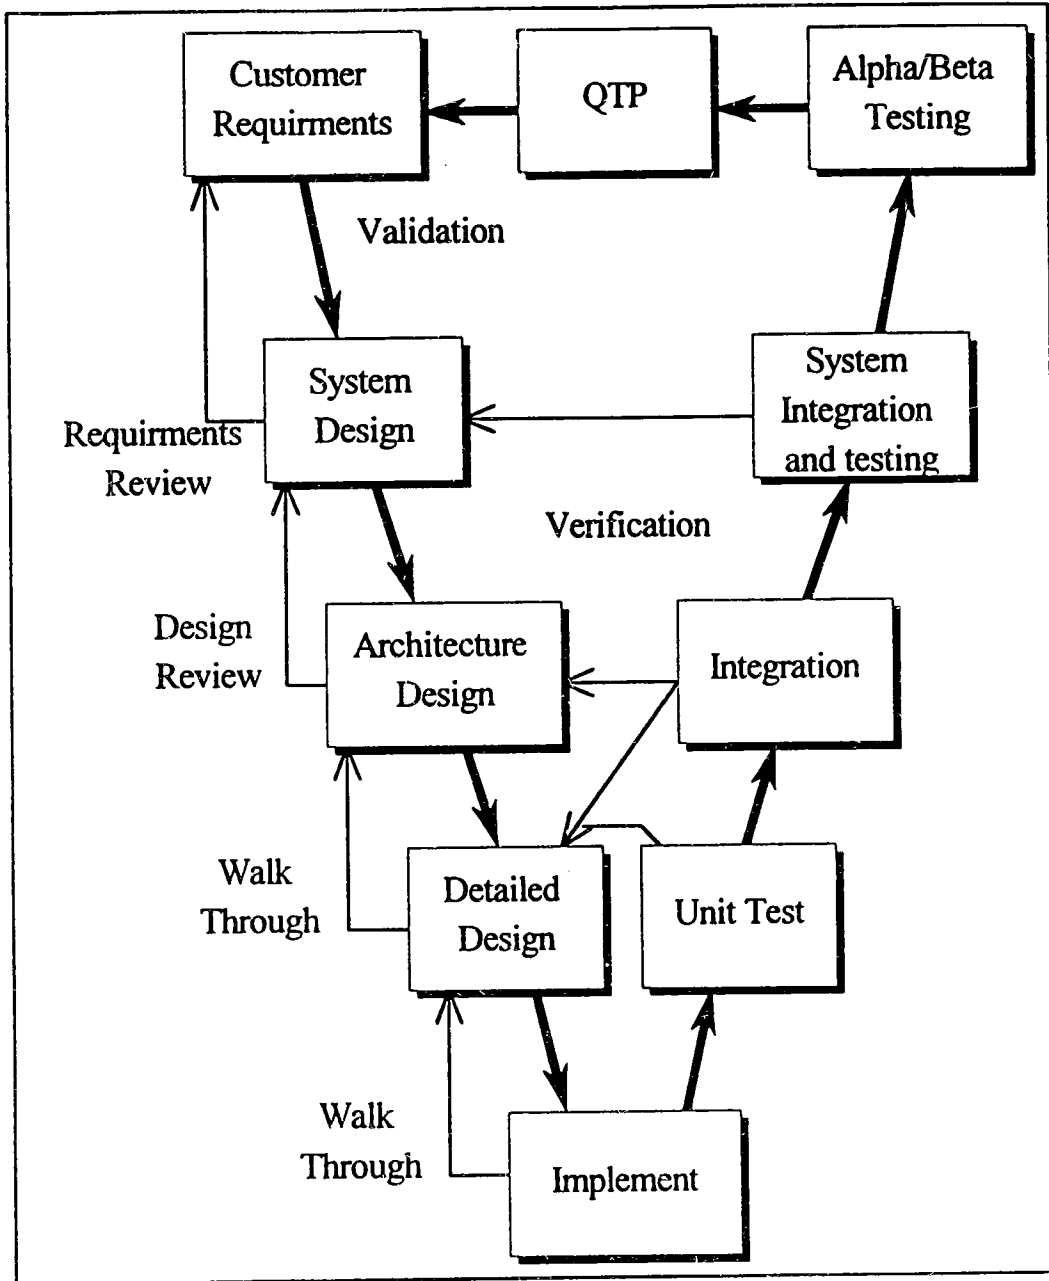 Customer
Requirments
QTP
Alpha/Beta
Testing
Validation
System
Design
System
Integration
and testing
Requirments
Review
Verification
Design
Review
Architecture
Design
Integration
Walk
Through
Detailed
Design
Unit Test
Walk
Through
Implement